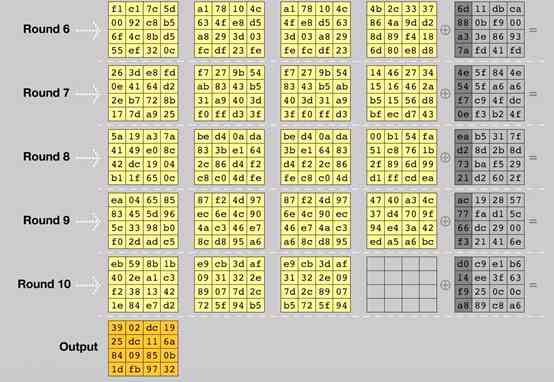 Round 6
f1 c1 7c 5d a1 78 10 4c a1 78 10 4c 4b 2c 33 37 6d 11 db ca
00 92 c8 b5 63 4f e8 d5 4f e8 d5 63 86 4a 9d d2 88 0b f9 00
6f 4c 8b d5 a8 29 3d 03 3d 03 a8 29 8d 89 f4 18 a3 3e 86 93
55 ef 32 0c fc df 23 fe fe fc df 23 6d 80 e8 d8 7a fd 41 fd
⊕ =
Round 7
26 3d e8 fd f7 27 9b 54 f7 27 9b 54 14 46 27 34 4e 5f 84 4e
0e 41 64 d2 ab 83 43 b5 83 43 b5 ab 15 16 46 2a 54 5f a6 a6
2e b7 72 8b 31 a9 40 3d 40 3d 31 a9 b5 15 56 d8 f7 c9 4f dc
17 7d a9 25 f0 ff d3 3f 3f f0 ff d3 bf ec d7 43 0e f3 b2 4f
⊕ =
Round 8
5a 19 a3 7a be d4 0a da be d4 0a da 00 b1 54 fa ea b5 31 7f
41 49 e0 8c 83 3b e1 64 3b e1 64 83 51 c8 76 1b d2 8d 2b 8d
42 dc 19 04 2c 86 d4 f2 d4 f2 2c 86 2f 89 6d 99 73 ba f5 29
b1 1f 65 0c c8 c0 4d fe fe c8 c0 4d d1 ff cd ea 21 d2 60 2f
⊕ =
Round 9
ea 04 65 85 87 f2 4d 97 87 f2 4d 97 47 40 a3 4c ac 19 28 57
83 45 5d 96 ec 6e 4c 90 6e 4c 90 ec 37 d4 70 9f 77 fa d1 5c
5c 33 98 b0 4a c3 46 e7 46 e7 4a c3 94 e4 3a 42 66 dc 29 00
f0 2d ad c5 8c d8 95 a6 a6 8c d8 95 ed a5 a6 bc f3 21 41 6e
⊕ =
Round 10
eb 59 8b 1b e9 cb 3d af e9 cb 3d af d0 c9 e1 b6
40 2e a1 c3 09 31 32 2e 31 32 2e 09 14 ee 3f 63
f2 38 13 42 89 07 7d 2c 7d 2c 89 07 f9 25 0c 0c
1e 84 e7 d2 72 5f 94 b5 b5 72 5f 94 a8 89 c8 a6
⊕ =
Output
39 02 dc 19
25 dc 11 6a
84 09 85 0b
1d fb 97 32